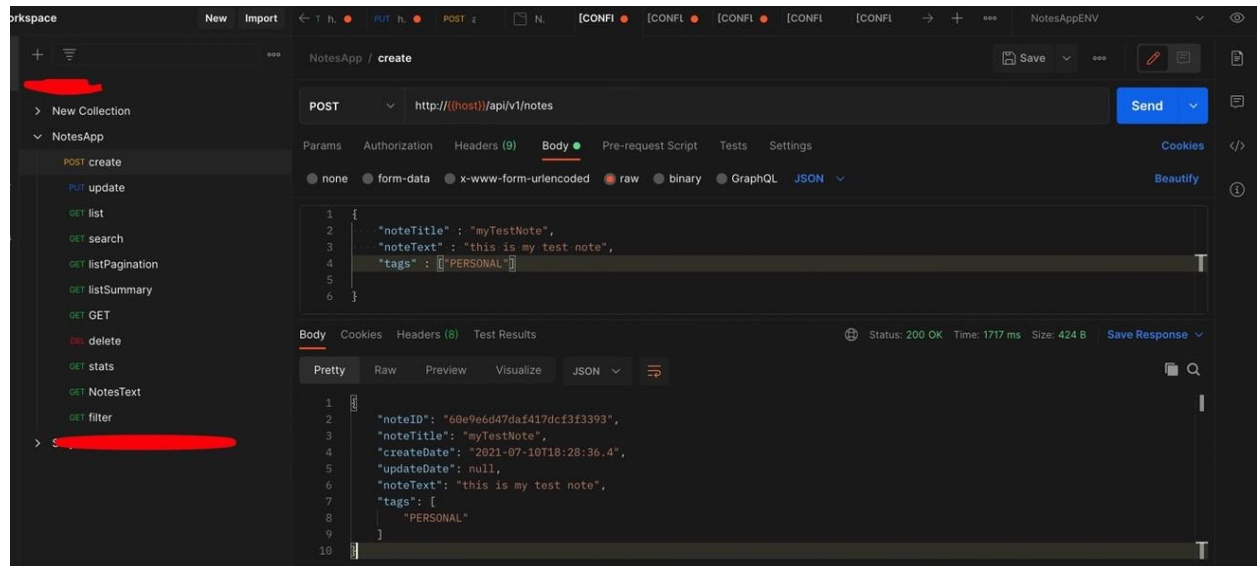 orkspace New Import T h. PUT h. POST N. [CONFI [CONFL [CONFL [CONFL [CONFL NotesAppENV
NotesApp / create Save
New Collection
POST http://{{host}}/api/v1/notes Send
NotesApp
Params Authorization Headers (9) Body Pre-request Script Tests Settings Cookies
POST create
none form-data x-www-form-urlencoded raw binary GraphQL JSON Beautify
PUT update
GET list
GET search
GET listPagination
GET listSummary
GET GET
DEL delete
GET stats
GET NotesText
GET filter
1 {
2 "noteTitle" : "myTestNote",
3 "noteText" : "this is my test note",
4 "tags" : ["PERSONAL"]
5
6 }
Body Cookies Headers (8) Test Results Status: 200 OK Time: 1717 ms Size: 424 B Save Response
Pretty Raw Preview Visualize JSON
1 {
2 "noteID": "60e9e6d47daf417dcf3f3393",
3 "noteTitle": "myTestNote",
4 "createDate": "2021-07-10T18:28:36.4",
5 "updateDate": null,
6 "noteText": "this is my test note",
7 "tags": [
8 "PERSONAL"
9 ]
10 }